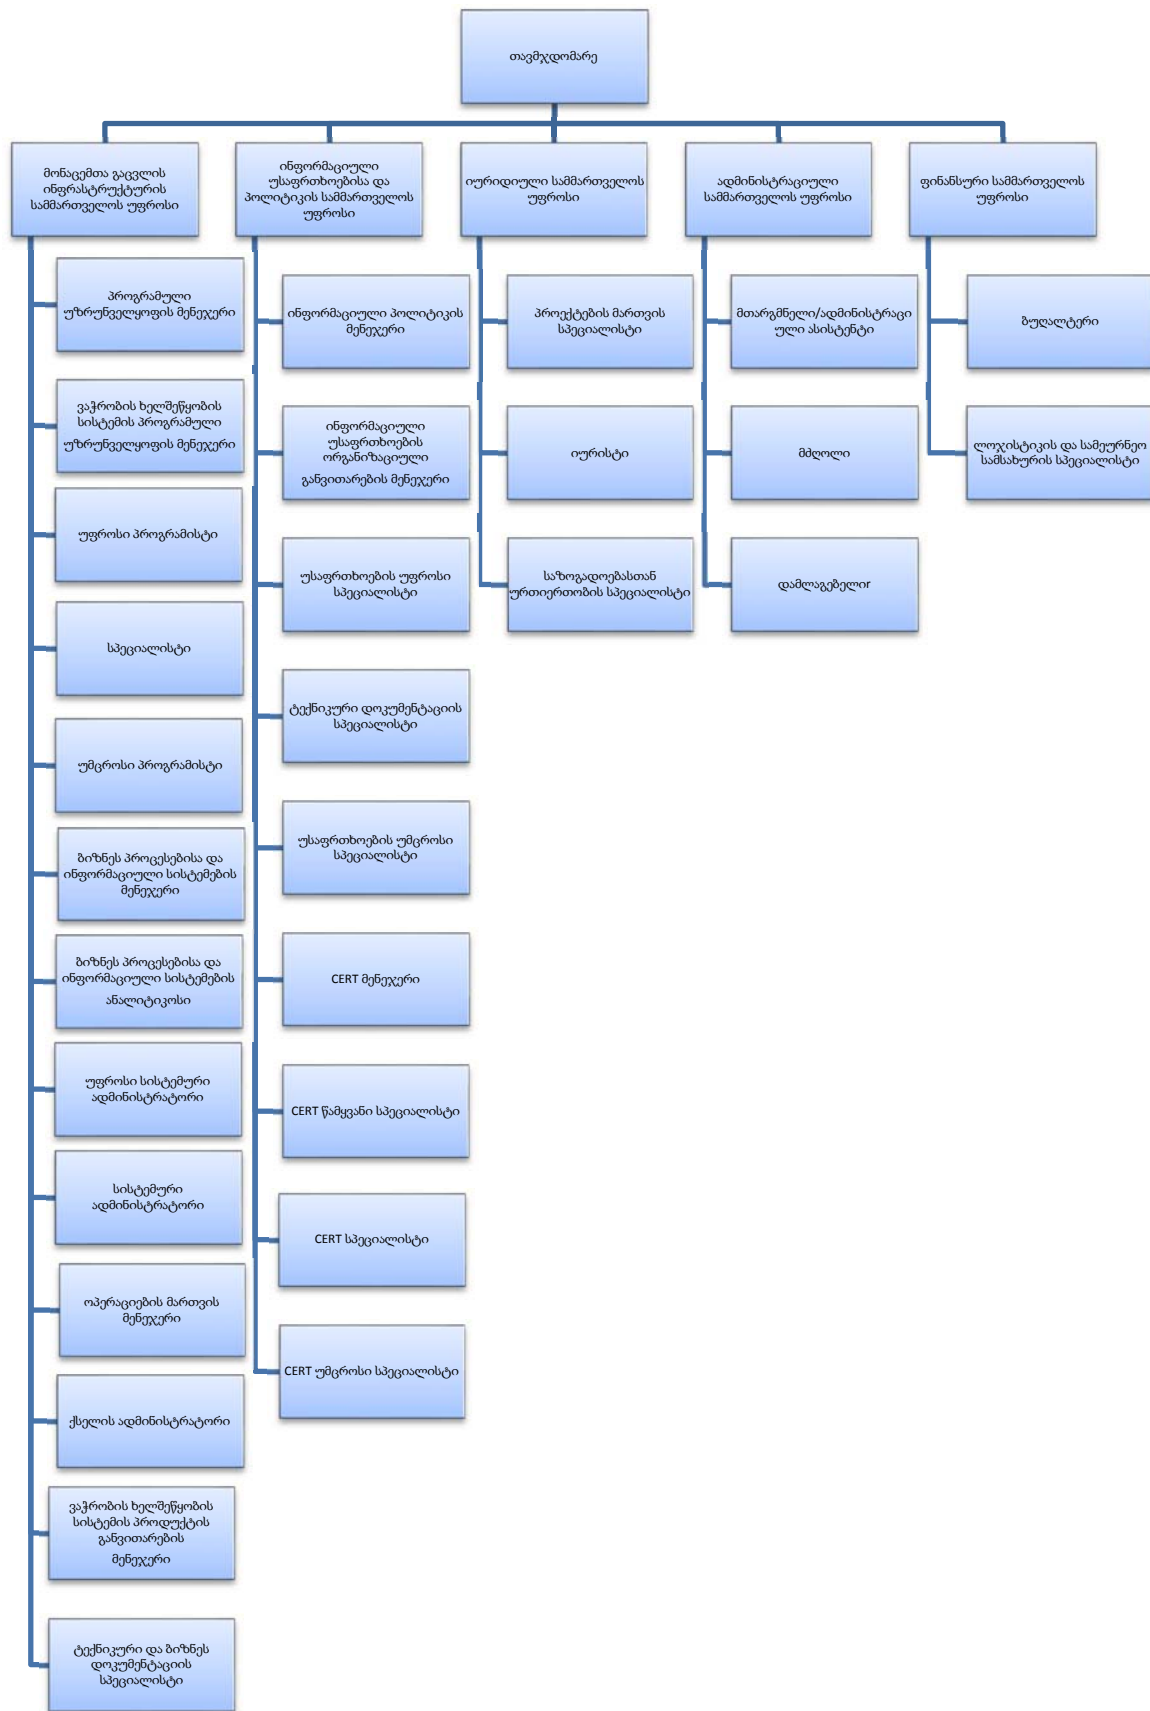 თავმჯდომარე
მონაცემთა გაცვლის
ინფრასტრუქტურის
სამმართველოს უფროსი
პროგრამული
უზრუნველყოფის მენეჯერი
ვაჭრობის ხელშეწყობის
სისტემის პროგრამული
უზრუნველყოფის მენეჯერი
უფროსი პროგრამისტი
სპეციალისტი
უმცროსი პროგრამისტი
ბიზნეს პროცესებისა და
ინფორმაციული სისტემების
მენეჯერი
ბიზნეს პროცესებისა და
ინფორმაციული სისტემების
ანალიტიკოსი
უფროსი სისტემური
ადმინისტრატორი
სისტემური
ადმინისტრატორი
ოპერაციების მართვის
მენეჯერი
ქსელის ადმინისტრატორი
ვაჭრობის ხელშეწყობის
სისტემის პროდუქტის
განვითარების
მენეჯერი
ტექნიკური და ბიზნეს
დოკუმენტაციის
სპეციალისტი
ინფორმაციული
უსაფრთხოებისა და
პოლიტიკის სამმართველოს
უფროსი
ინფორმაციული პოლიტიკის
მენეჯერი
ინფორმაციული
უსაფრთხოების
ორგანიზაციული
განვითარების მენეჯერი
უსაფრთხოების უფროსი
სპეციალისტი
ტექნიკური დოკუმენტაციის
სპეციალისტი
უსაფრთხოების უმცროსი
სპეციალისტი
CERT მენეჯერი
CERT წამყვანი სპეციალისტი
CERT სპეციალისტი
CERT უმცროსი სპეციალისტი
იურიდიული სამმართველოს
უფროსი
პროექტების მართვის
სპეციალისტი
იურისტი
საზოგადოებასთან
ურთიერთობის სპეციალისტი
ადმინისტრაციული
სამმართველოს უფროსი
მთარგმნელი/ადმინისტრაცი
ული ასისტენტი
მძღოლი
დამლაგებელიr
ფინანსური სამმართველოს
უფროსი
ბუღალტერი
ლოჯისტიკის და სამეურნეო
სამსახურის სპეციალისტი